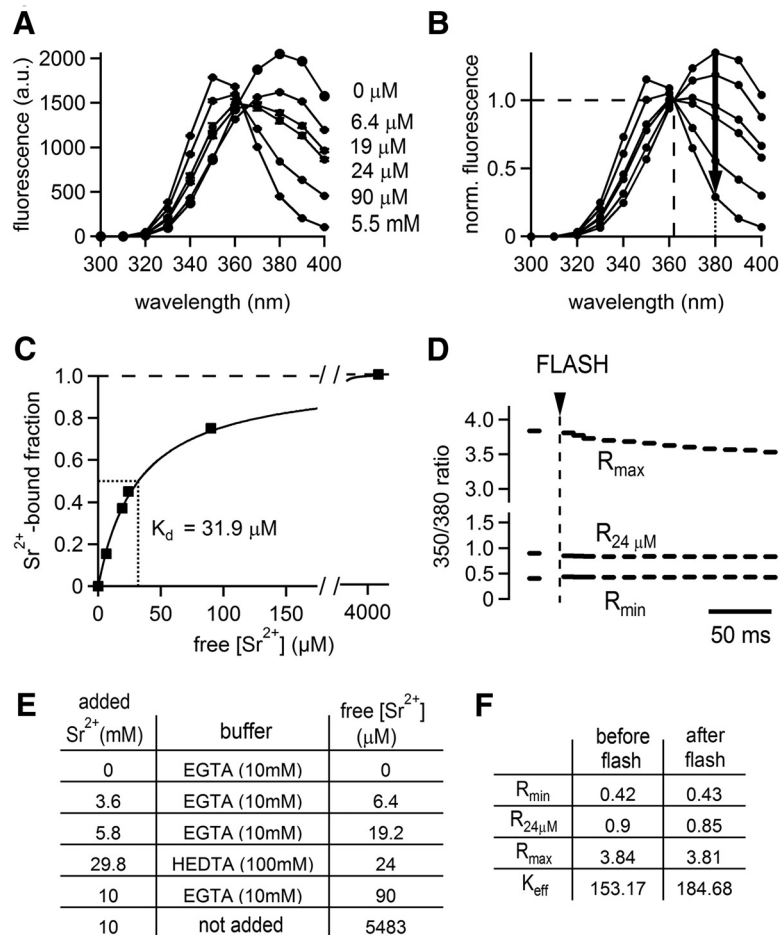 A
fluorescence (a.u.)
2000
1500
1000
500
0
300 320 340 360 380 400
wavelength (nm)
0 µM
6.4 µM
19 µM
24 µM
90 µM
5.5 mM
B
norm. fluorescence
1.0
0.5
0
300 320 340 360 380 400
wavelength (nm)
C
Sr2+-bound fraction
1.0
0.8
0.6
0.4
0.2
0
Kd = 31.9 µM
0 50 100 150 4000
free [Sr2+] (µM)
D
FLASH
350/380 ratio
4.0
3.5
3.0
1.5
1.0
0.5
0
Rmax
R24 µM
Rmin
50 ms
E
added Sr2+(mM) buffer free [Sr2+] (µM)
0 EGTA (10mM) 0
3.6 EGTA (10mM) 6.4
5.8 EGTA (10mM) 19.2
29.8 HEDTA (100mM) 24
10 EGTA (10mM) 90
10 not added 5483
F
before flash after flash
Rmin 0.42 0.43
R24µM 0.9 0.85
Rmax 3.84 3.81
Keff 153.17 184.68